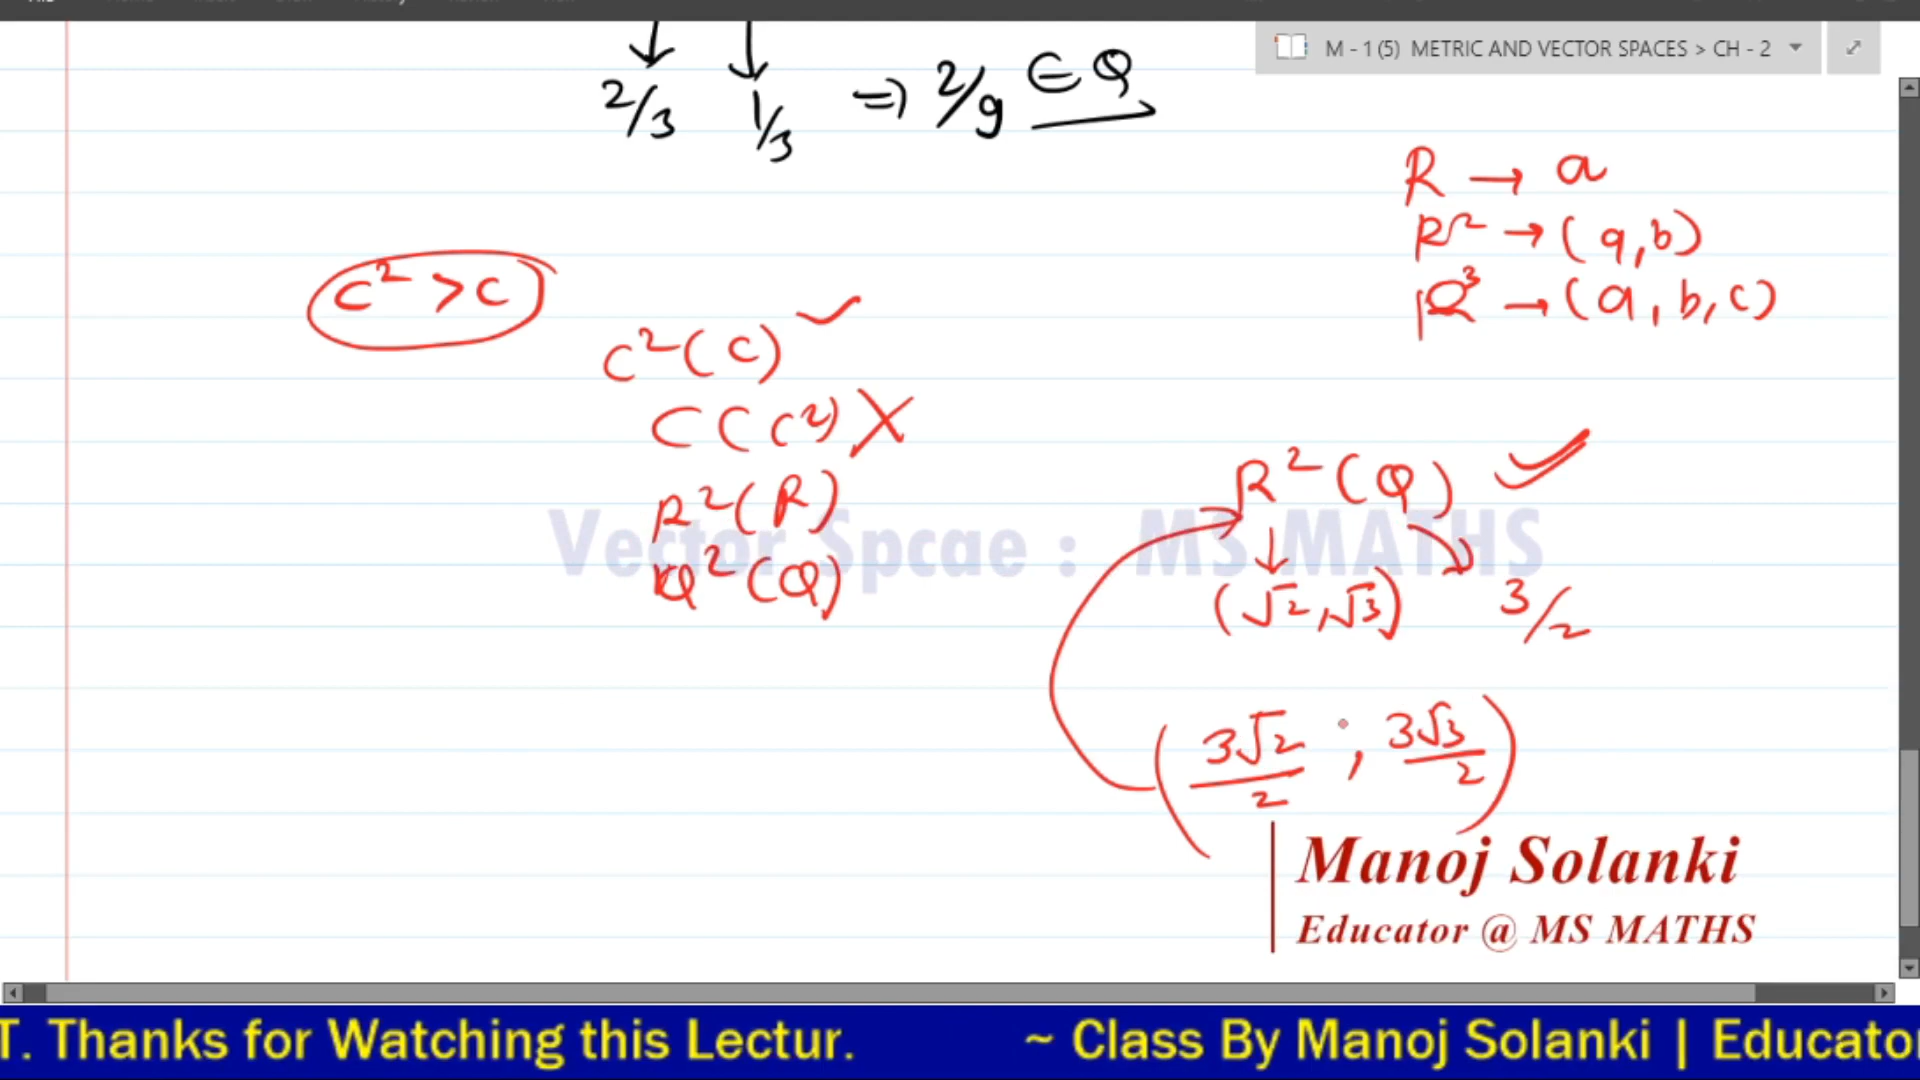 M - 1 (5) METRIC AND VECTOR SPACES > CH - 2
2/3 1/3 ⇒ 2/9 ∈ Q
R → a
R² → (a,b)
R³ → (a, b, c)
C² > C
C²(C) ✓
C(C²) X
R²(R)
Q²(Q)
R²(Q) ✓
(√2,√3) 3/2
(3√2/2, 3√3/2)
Vector Spcae : MS MATHS
Manoj Solanki
Educator @ MS MATHS
T. Thanks for Watching this Lectur. ~ Class By Manoj Solanki | Educato